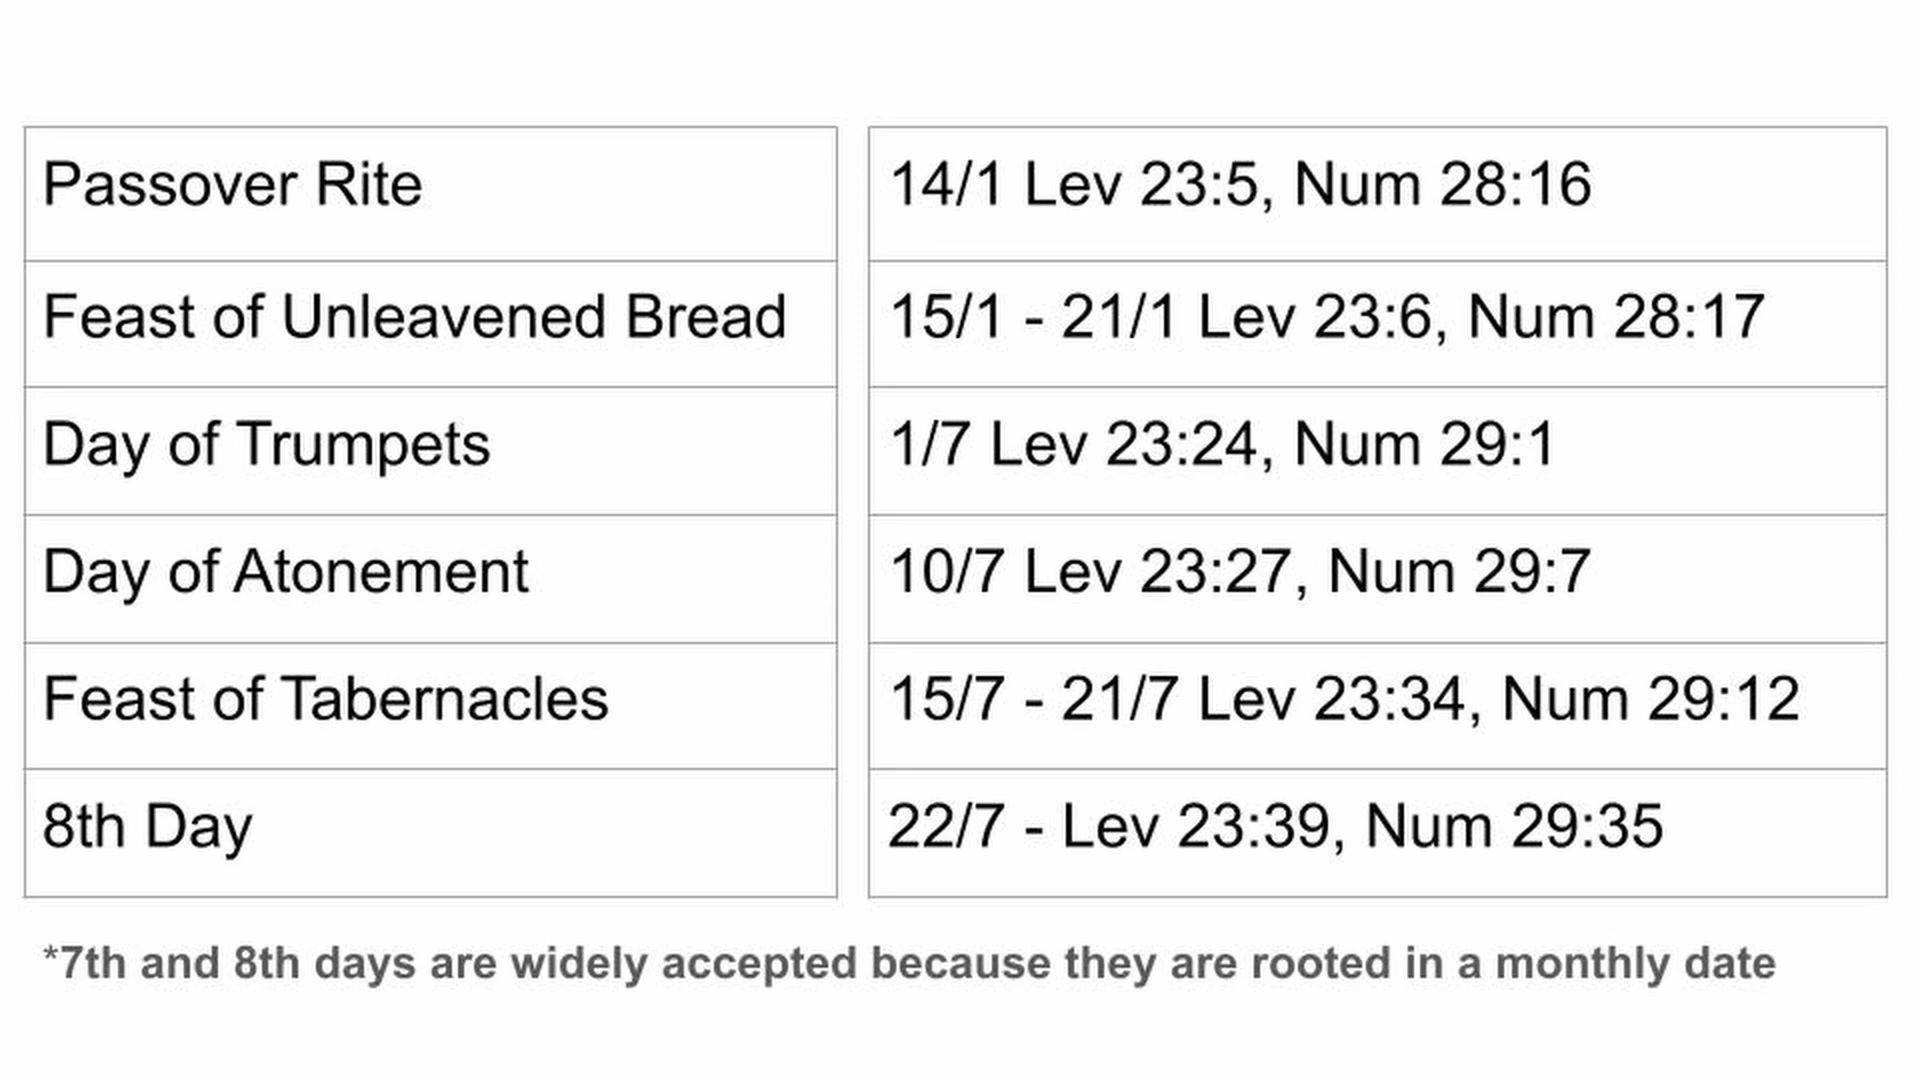 Passover Rite
14/1 Lev 23:5, Num 28:16
Feast of Unleavened Bread
15/1 - 21/1 Lev 23:6, Num 28:17
Day of Trumpets
1/7 Lev 23:24, Num 29:1
Day of Atonement
10/7 Lev 23:27, Num 29:7
Feast of Tabernacles
15/7 - 21/7 Lev 23:34, Num 29:12
8th Day
22/7 - Lev 23:39, Num 29:35
*7th and 8th days are widely accepted because they are rooted in a monthly date